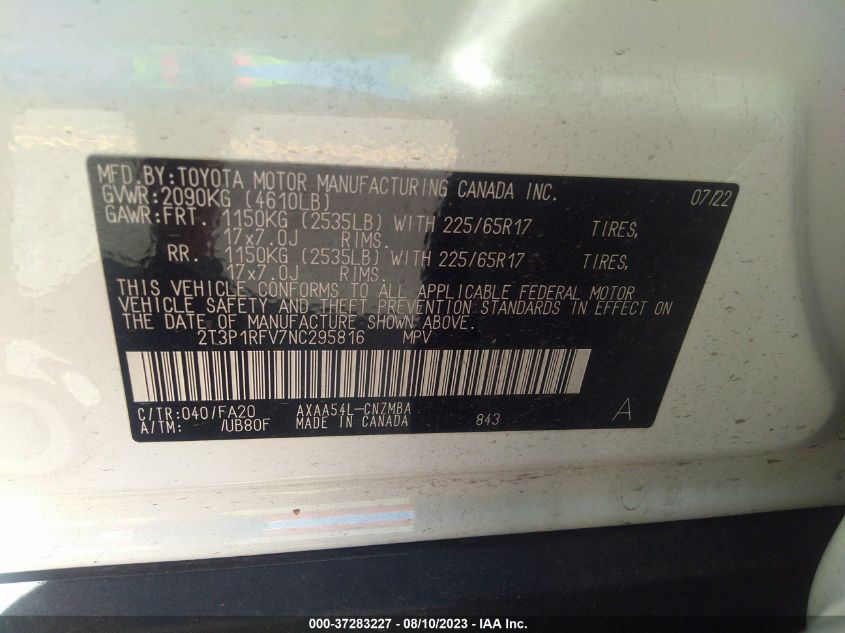 MFD.BY:TOYOTA MOTOR MANUFACTURING CANADA INC. 07/22
GVWR:2090KG (4610LB)
GAWR:FRT. 1150KG (2535LB) WITH 225/65R17 TIRES,
17x7.0J RIMS.
RR. 1150KG (2535LB) WITH 225/65R17 TIRES,
17x7.0J RIMS.
THIS VEHICLE CONFORMS TO ALL APPLICABLE FEDERAL MOTOR
VEHICLE SAFETY AND THEFT PREVENTION STANDARDS IN EFFECT ON
THE DATE OF MANUFACTURE SHOWN ABOVE.
2T3P1RFV7NC295816 MPV
C/TR:040/FA20 AXAA54L-CNZMBA A
A/TM: /UB80F MADE IN CANADA 843
000-37283227 - 08/10/2023 - IAA Inc.